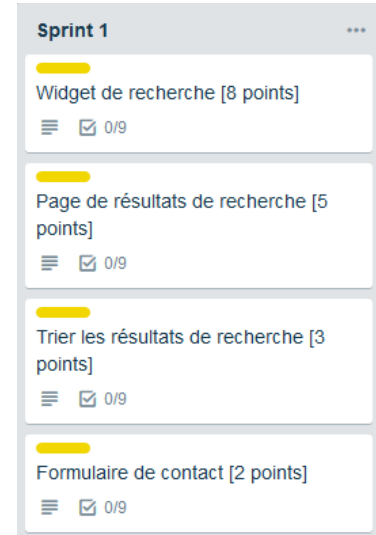 Sprint 1
Widget de recherche [8 points]
0/9
Page de résultats de recherche [5
points]
0/9
Trier les résultats de recherche [3
points]
0/9
Formulaire de contact [2 points]
0/9